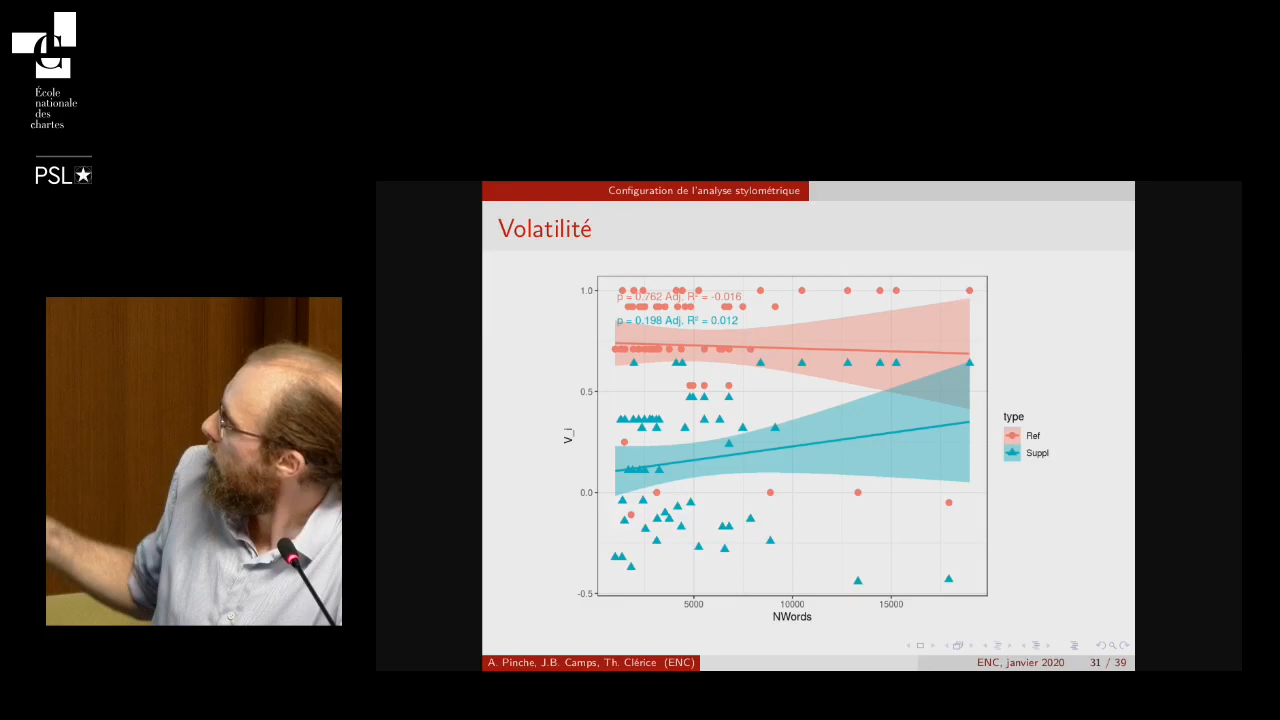 École
nationale
des
chartes
PSL
Configuration de l'analyse stylométrique
Volatilité
1.0
0.5
0.0
-0.5
V_i
p = 0.762 Adj. R² = -0.016
p = 0.198 Adj. R² = 0.012
5000
10000
15000
NWords
type
Ref
Suppl
A. Pinche, J.B. Camps, Th. Clérice (ENC)
ENC, janvier 2020
31 / 39